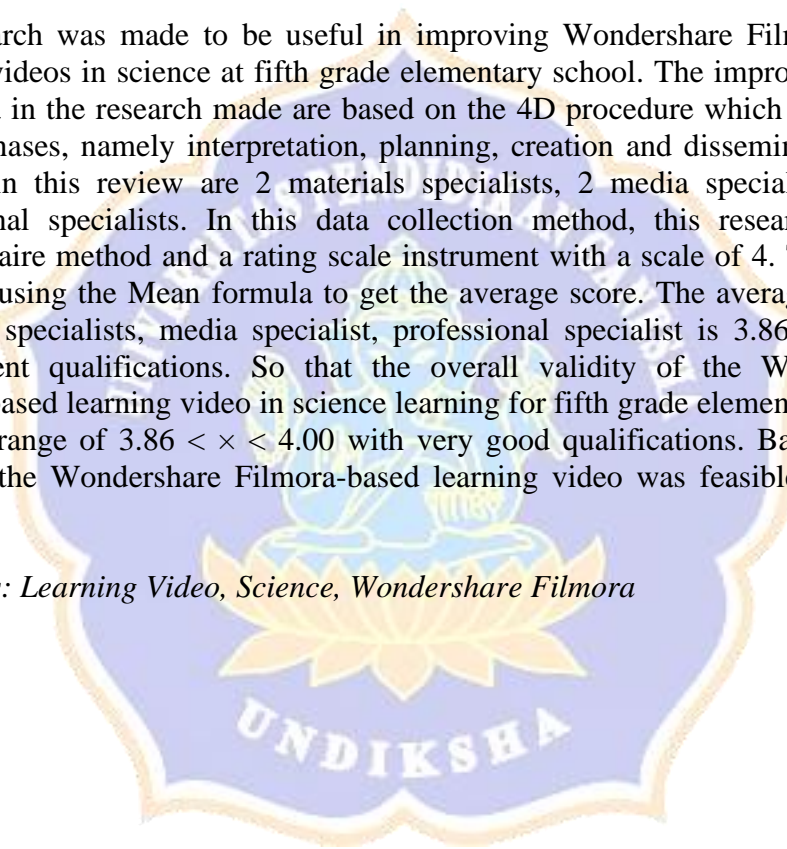 arch was made to be useful in improving Wondershare Film
videos in science at fifth grade elementary school. The impro
in the research made are based on the 4D procedure which
hases, namely interpretation, planning, creation and dissemin
in this review are 2 materials specialists, 2 media special
nal specialists. In this data collection method, this resear
aire method and a rating scale instrument with a scale of 4.
using the Mean formula to get the average score. The averag
specialists, media specialist, professional specialist is 3.86
ent qualifications. So that the overall validity of the W
ased learning video in science learning for fifth grade elemen
range of 3.86 < × < 4.00 with very good qualifications. Ba
the Wondershare Filmora-based learning video was feasible
: Learning Video, Science, Wondershare Filmora
UNIVERSITAS PENDIDIKAN GANESHA
UNDIKSHA